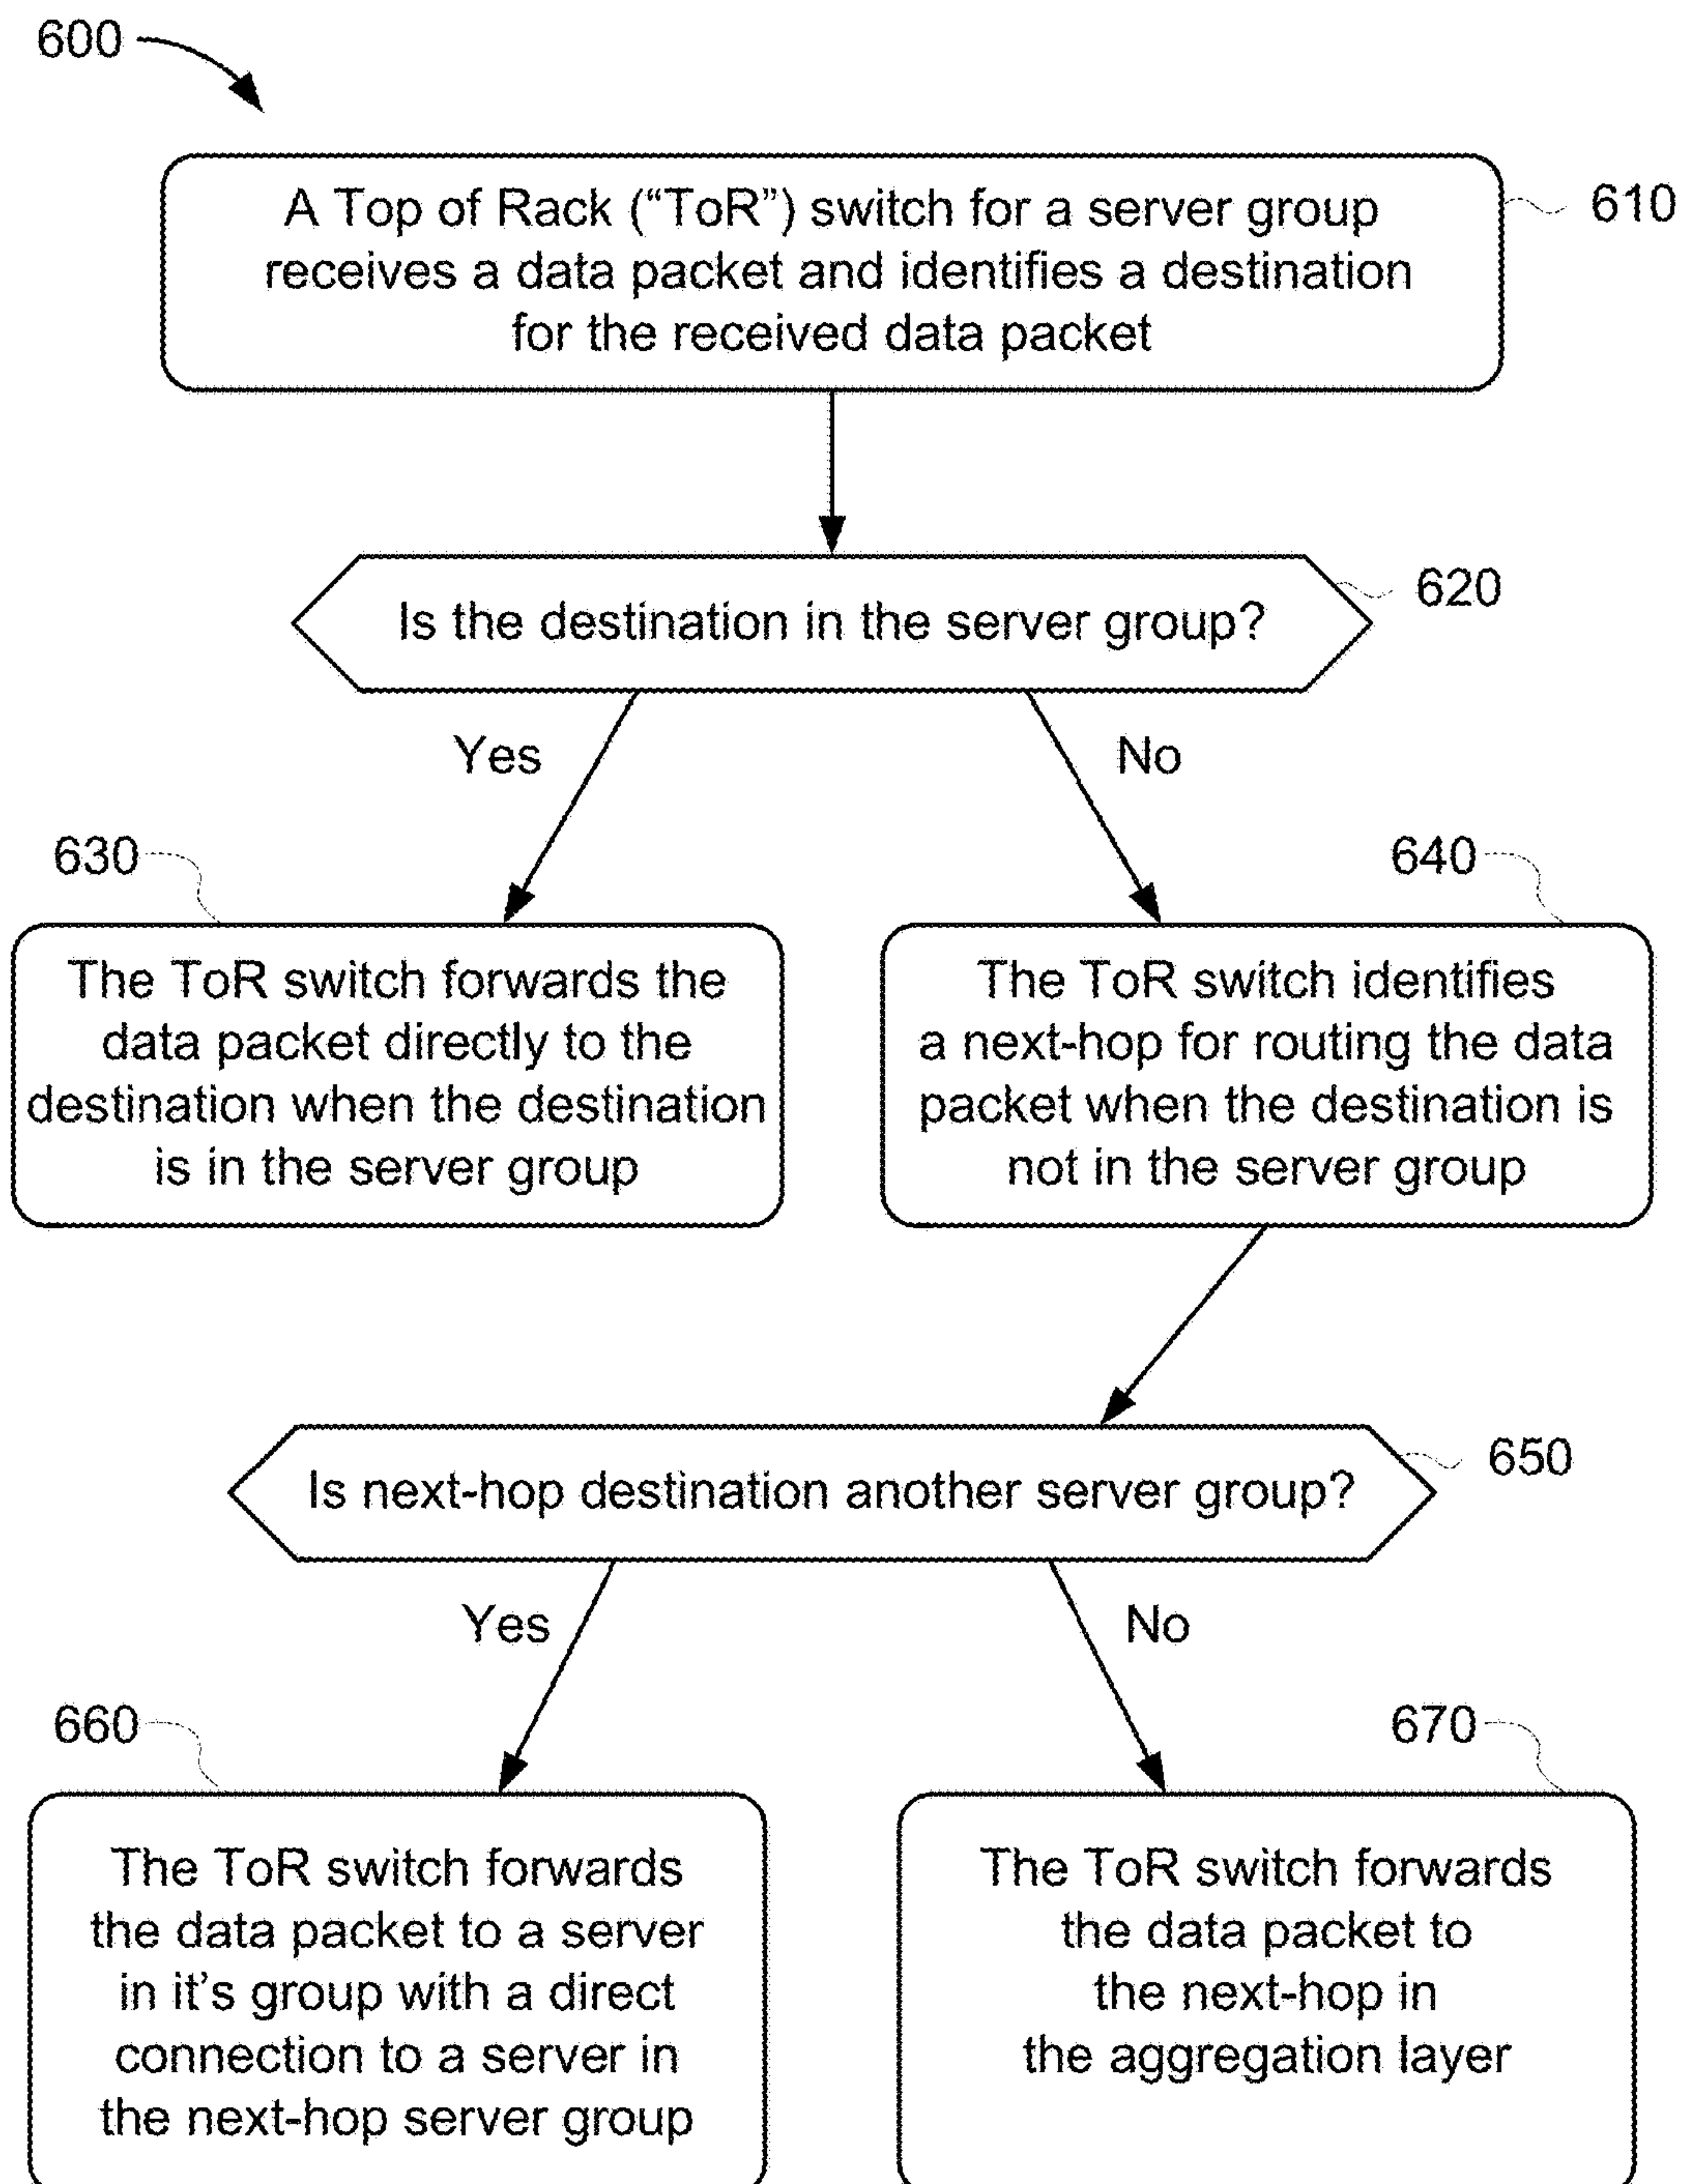 600
A Top of Rack (“ToR”) switch for a server group
receives a data packet and identifies a destination
for the received data packet
610
Is the destination in the server group?
620
Yes
No
630
640
The ToR switch forwards the
data packet directly to the
destination when the destination
is in the server group
The ToR switch identifies
a next-hop for routing the data
packet when the destination is
not in the server group
Is next-hop destination another server group?
650
Yes
No
660
670
The ToR switch forwards
the data packet to a server
in it’s group with a direct
connection to a server in
the next-hop server group
The ToR switch forwards
the data packet to
the next-hop in
the aggregation layer